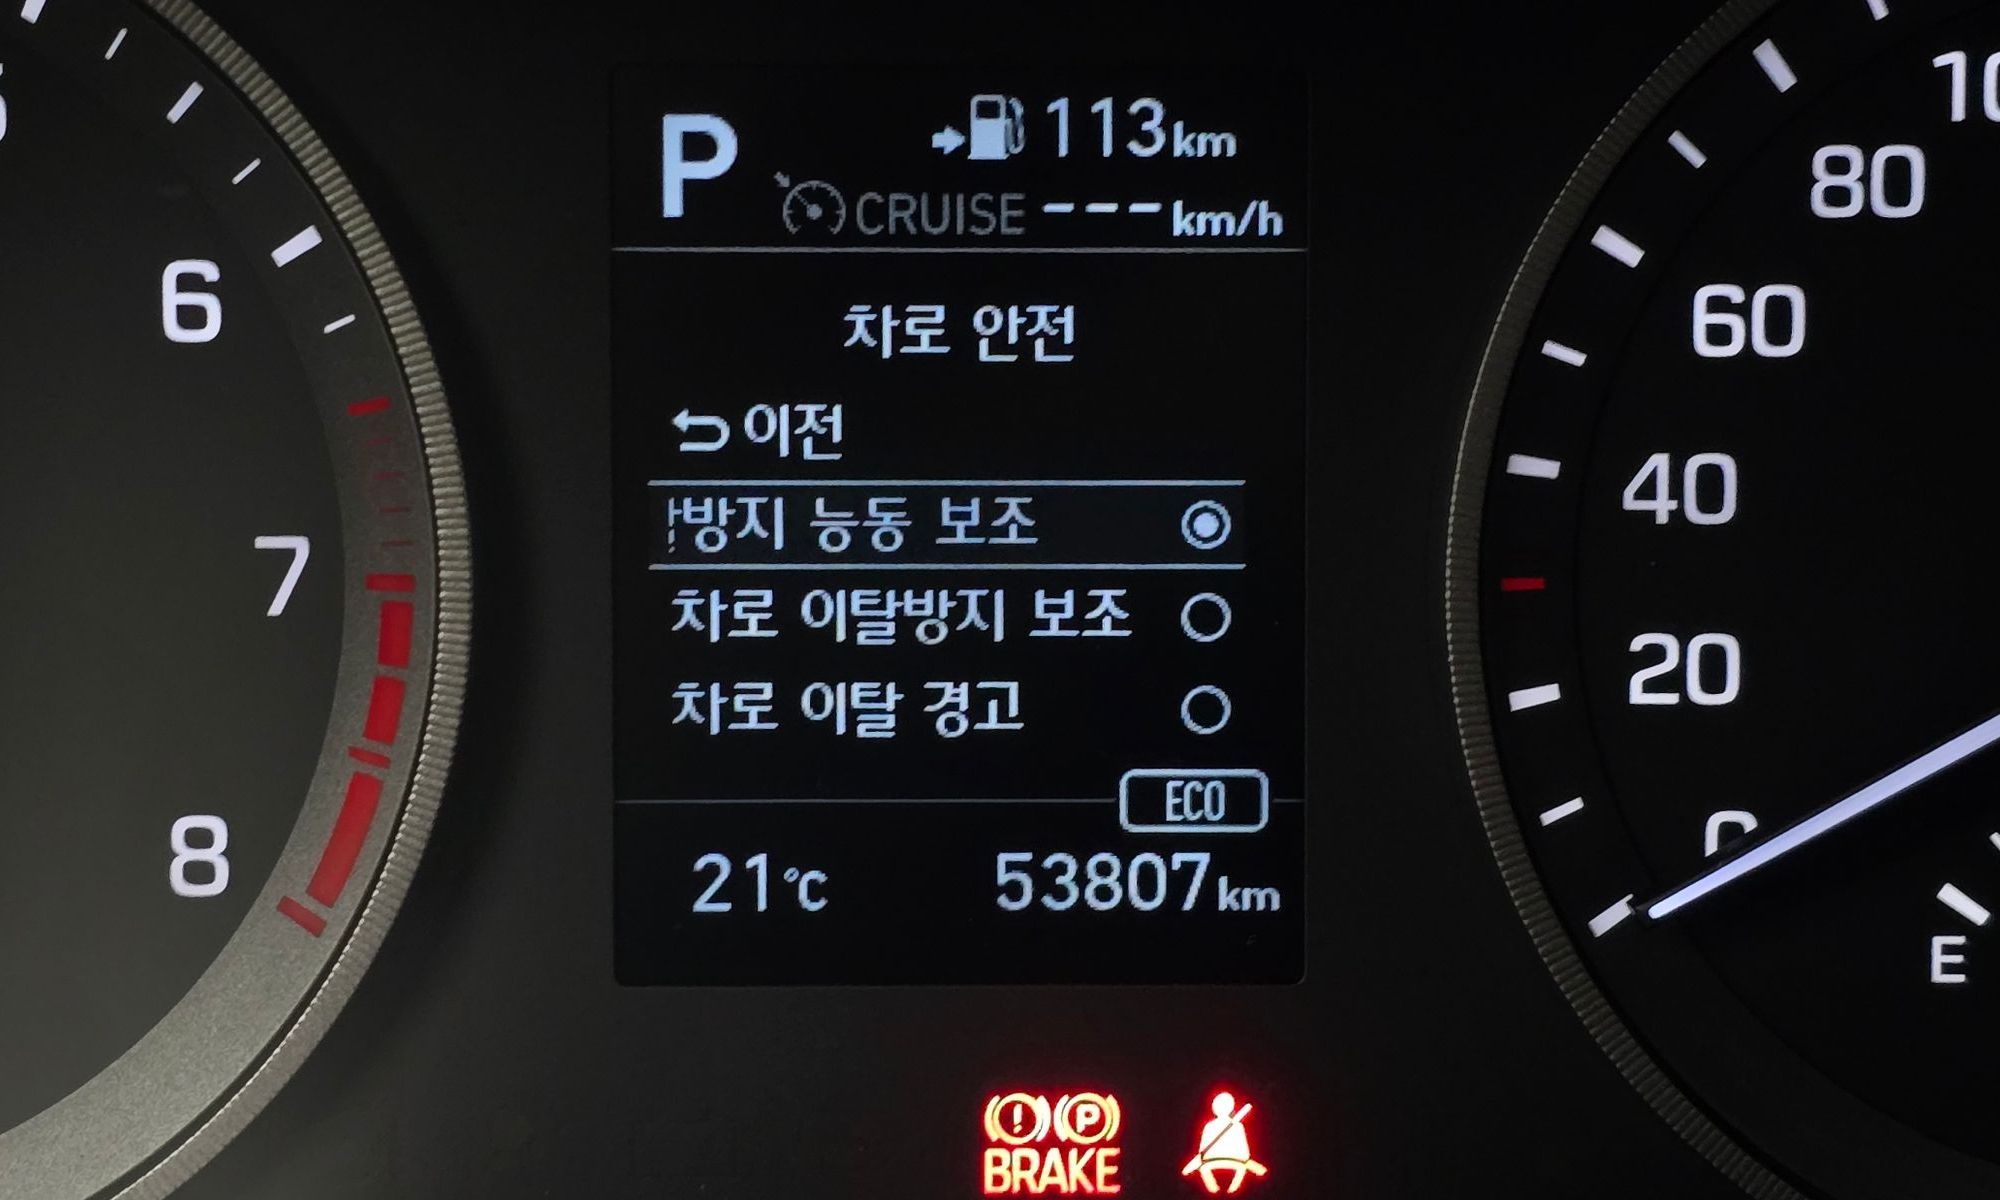 P
113km
CRUISE ---km/h
차로 안전
이전
방지 능동 보조
차로 이탈방지 보조
차로 이탈 경고
ECO
21℃ 53807km
6
7
8
80
60
40
20
0
E
P
BRAKE